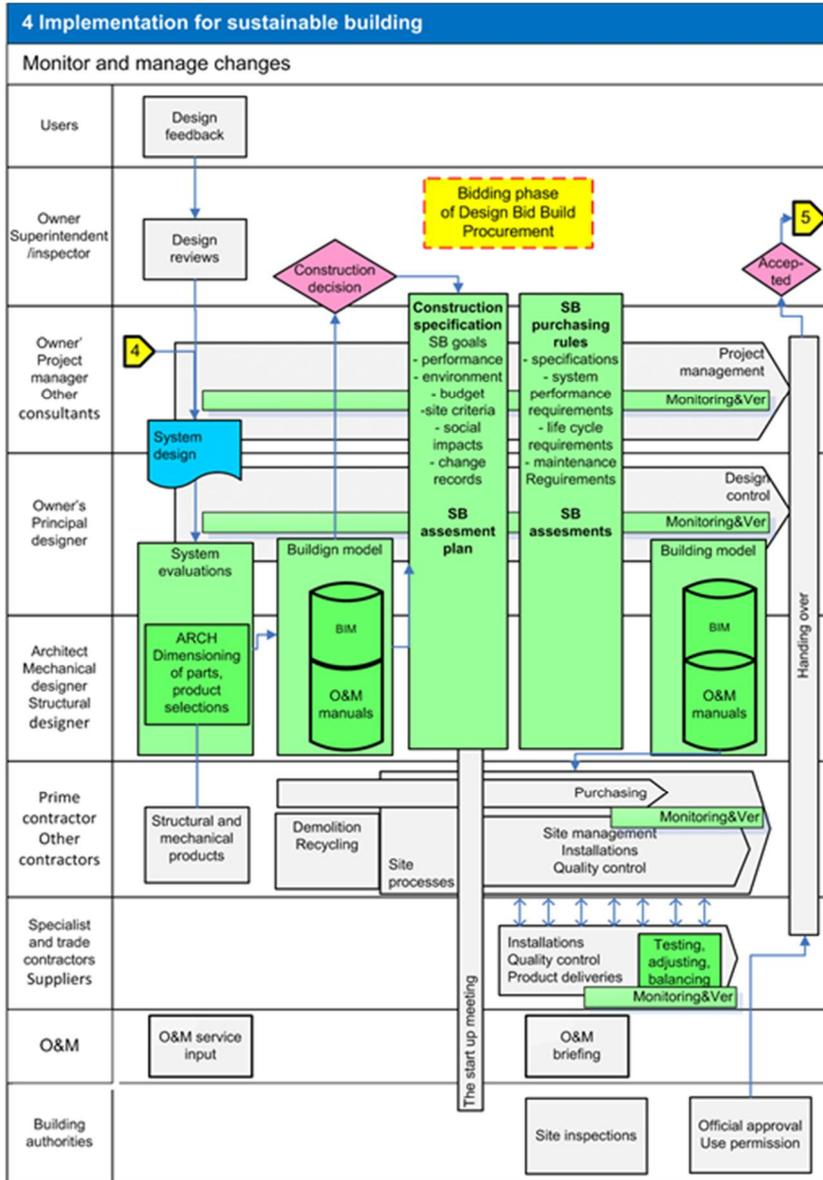 4 Implementation for sustainable building
Monitor and manage changes
Users
Design
feedback
Owner
Superintendent
/inspector
Design
reviews
Construction
decision
Bidding phase
of Design Bid Build
Procurement
5
Accep-
ted
Owner'
Project
manager
Other
consultants
4
System
design
Construction
specification
SB goals
- performance
- environment
- budget
-site criteria
- social
impacts
- change
records
SB
assesment
plan
SB
purchasing
rules
- specifications
- system
performance
requirements
- life cycle
requirements
- maintenance
Reguirements
SB
assesments
Project
management
Monitoring&Ver
Owner's
Principal
designer
Design
control
Monitoring&Ver
System
evaluations
Buildign model
Building model
Architect
Mechanical
designer
Structural
designer
ARCH
Dimensioning
of parts,
product
selections
BIM
O&M
manuals
BIM
O&M
manuals
Handing over
Prime
contractor
Other
contractors
Structural and
mechanical
products
Demolition
Recycling
Site
processes
Purchasing
Monitoring&Ver
Site management
Installations
Quality control
Specialist
and trade
contractors
Suppliers
Installations
Quality control
Product deliveries
Testing,
adjusting,
balancing
Monitoring&Ver
The start up meeting
O&M
O&M service
input
O&M
briefing
Building
authorities
Site inspections
Official approval
Use permission